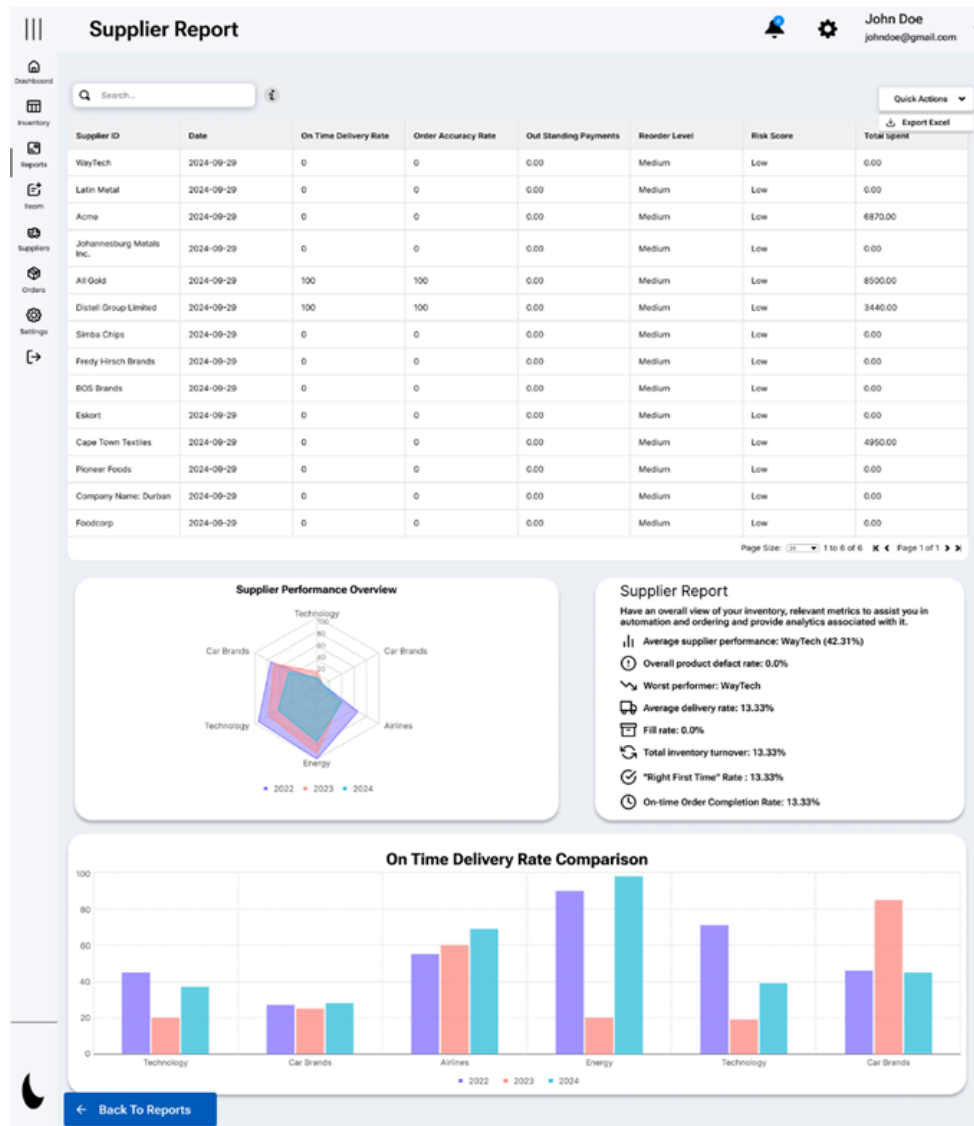 Supplier Report
4
John Doe
johndoe@gmail.com
Dashboard
Inventory
Reports
Team
Suppliers
Orders
Settings
Search...
Quick Actions
Export Excel
Supplier ID Date On Time Delivery Rate Order Accuracy Rate Out Standing Payments Reorder Level Risk Score Total Spent
WayTech 2024-09-29 0 0 0.00 Medium Low 0.00
Latin Metal 2024-09-29 0 0 0.00 Medium Low 0.00
Acme 2024-09-29 0 0 0.00 Medium Low 6870.00
Johannesburg Metals
Inc. 2024-09-29 0 0 0.00 Medium Low 0.00
All Gold 2024-09-29 100 100 0.00 Medium Low 8500.00
Distell Group Limited 2024-09-29 100 100 0.00 Medium Low 3440.00
Simba Chips 2024-09-29 0 0 0.00 Medium Low 0.00
Fredy Hirsch Brands 2024-09-29 0 0 0.00 Medium Low 0.00
BOS Brands 2024-09-29 0 0 0.00 Medium Low 0.00
Eskort 2024-09-29 0 0 0.00 Medium Low 0.00
Cape Town Textiles 2024-09-29 0 0 0.00 Medium Low 4950.00
Pioneer Foods 2024-09-29 0 0 0.00 Medium Low 0.00
Company Name: Durban 2024-09-29 0 0 0.00 Medium Low 0.00
Foodcorp 2024-09-29 0 0 0.00 Medium Low 0.00
Page Size: 1 to 6 of 6 Page 1 of 1
Supplier Performance Overview
Technology
100
80
60
40
20
Car Brands Car Brands
Technology Airlines
Energy
2022 2023 2024
Supplier Report
Have an overall view of your inventory, relevant metrics to assist you in
automation and ordering and provide analytics associated with it.
Average supplier performance: WayTech (42.31%)
Overall product defect rate: 0.0%
Worst performer: WayTech
Average delivery rate: 13.33%
Fill rate: 0.0%
Total inventory turnover: 13.33%
"Right First Time" Rate : 13.33%
On-time Order Completion Rate: 13.33%
On Time Delivery Rate Comparison
100
80
60
40
20
0
Technology Car Brands Airlines Energy Technology Car Brands
2022 2023 2024
Back To Reports